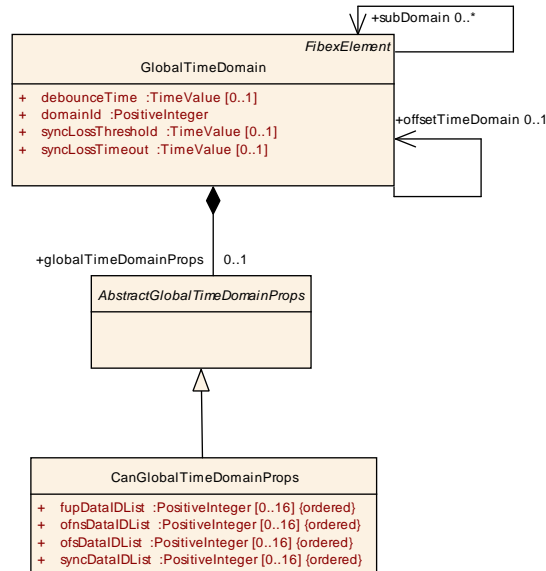 +subDomain 0..*
FibexElement
GlobalTimeDomain
+ debounceTime :TimeValue [0..1]
+ domainId :PositiveInteger
+ syncLossThreshold :TimeValue [0..1]
+ syncLossTimeout :TimeValue [0..1]
+offsetTimeDomain 0..1
+globalTimeDomainProps 0..1
AbstractGlobalTimeDomainProps
CanGlobalTimeDomainProps
+ fupDataIDList :PositiveInteger [0..16] {ordered}
+ ofnsDataIDList :PositiveInteger [0..16] {ordered}
+ ofsDataIDList :PositiveInteger [0..16] {ordered}
+ syncDataIDList :PositiveInteger [0..16] {ordered}